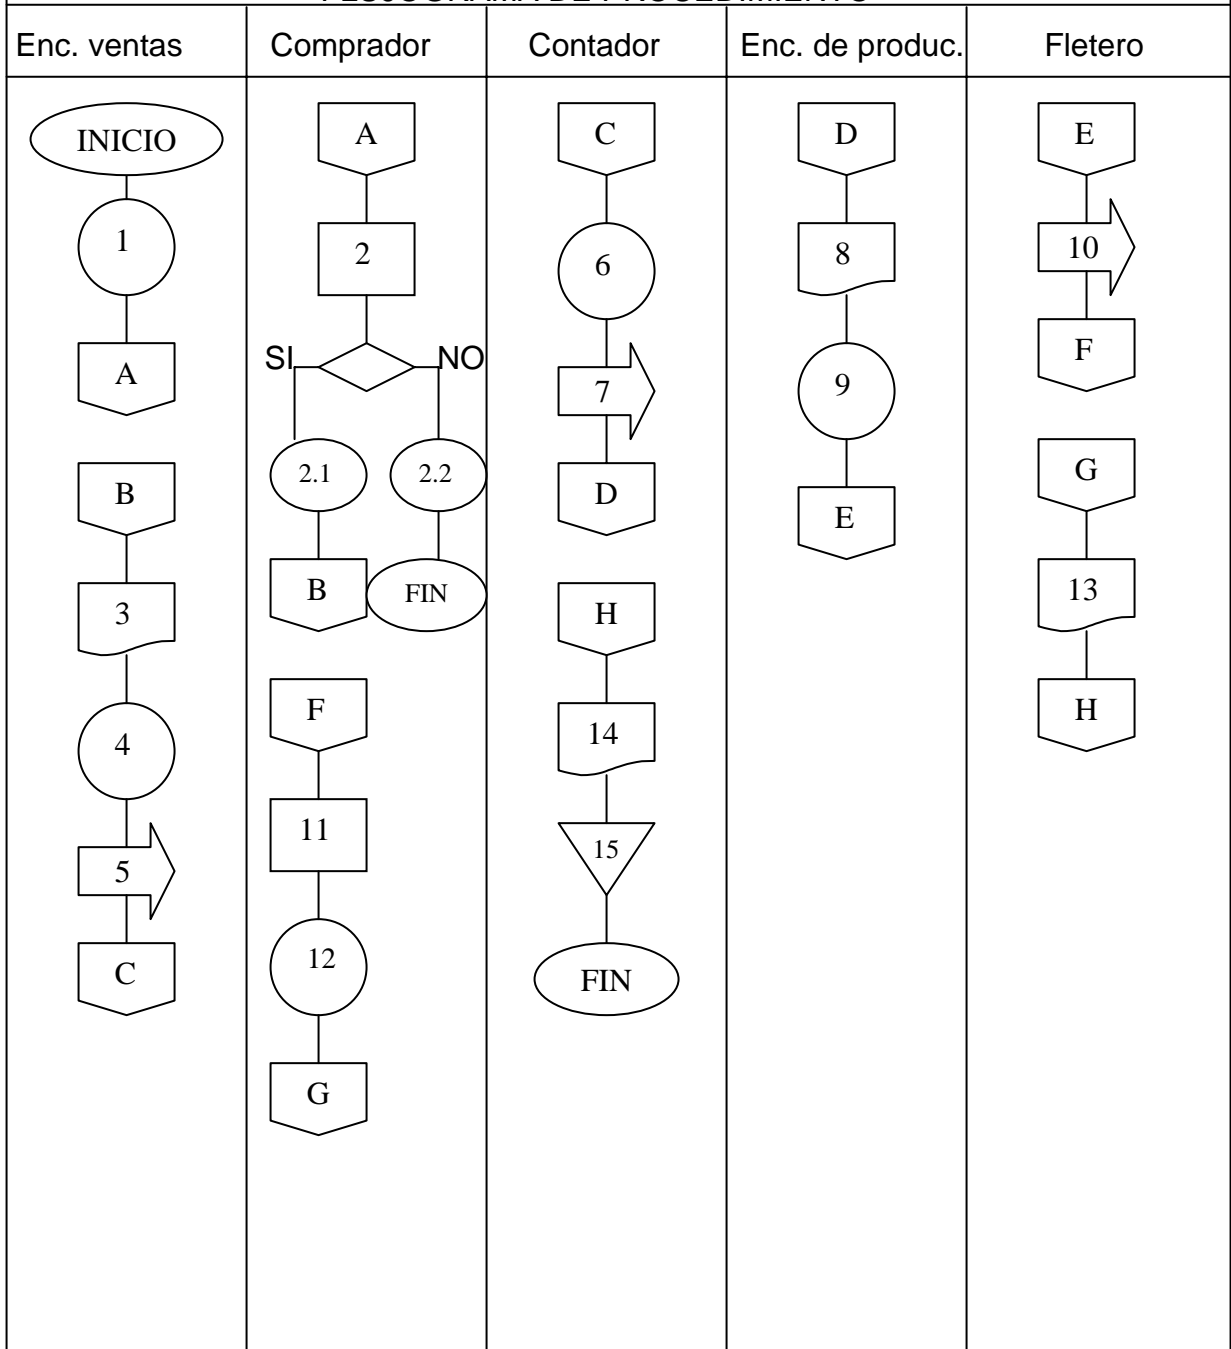 Enc. ventas
Comprador
Contador
Enc. de produc.
Fletero
INICIO
1
A
B
3
4
5
C
A
2
SI
NO
2.1
2.2
B
FIN
F
11
12
G
C
6
7
D
H
14
15
FIN
D
8
9
E
E
10
F
G
13
H